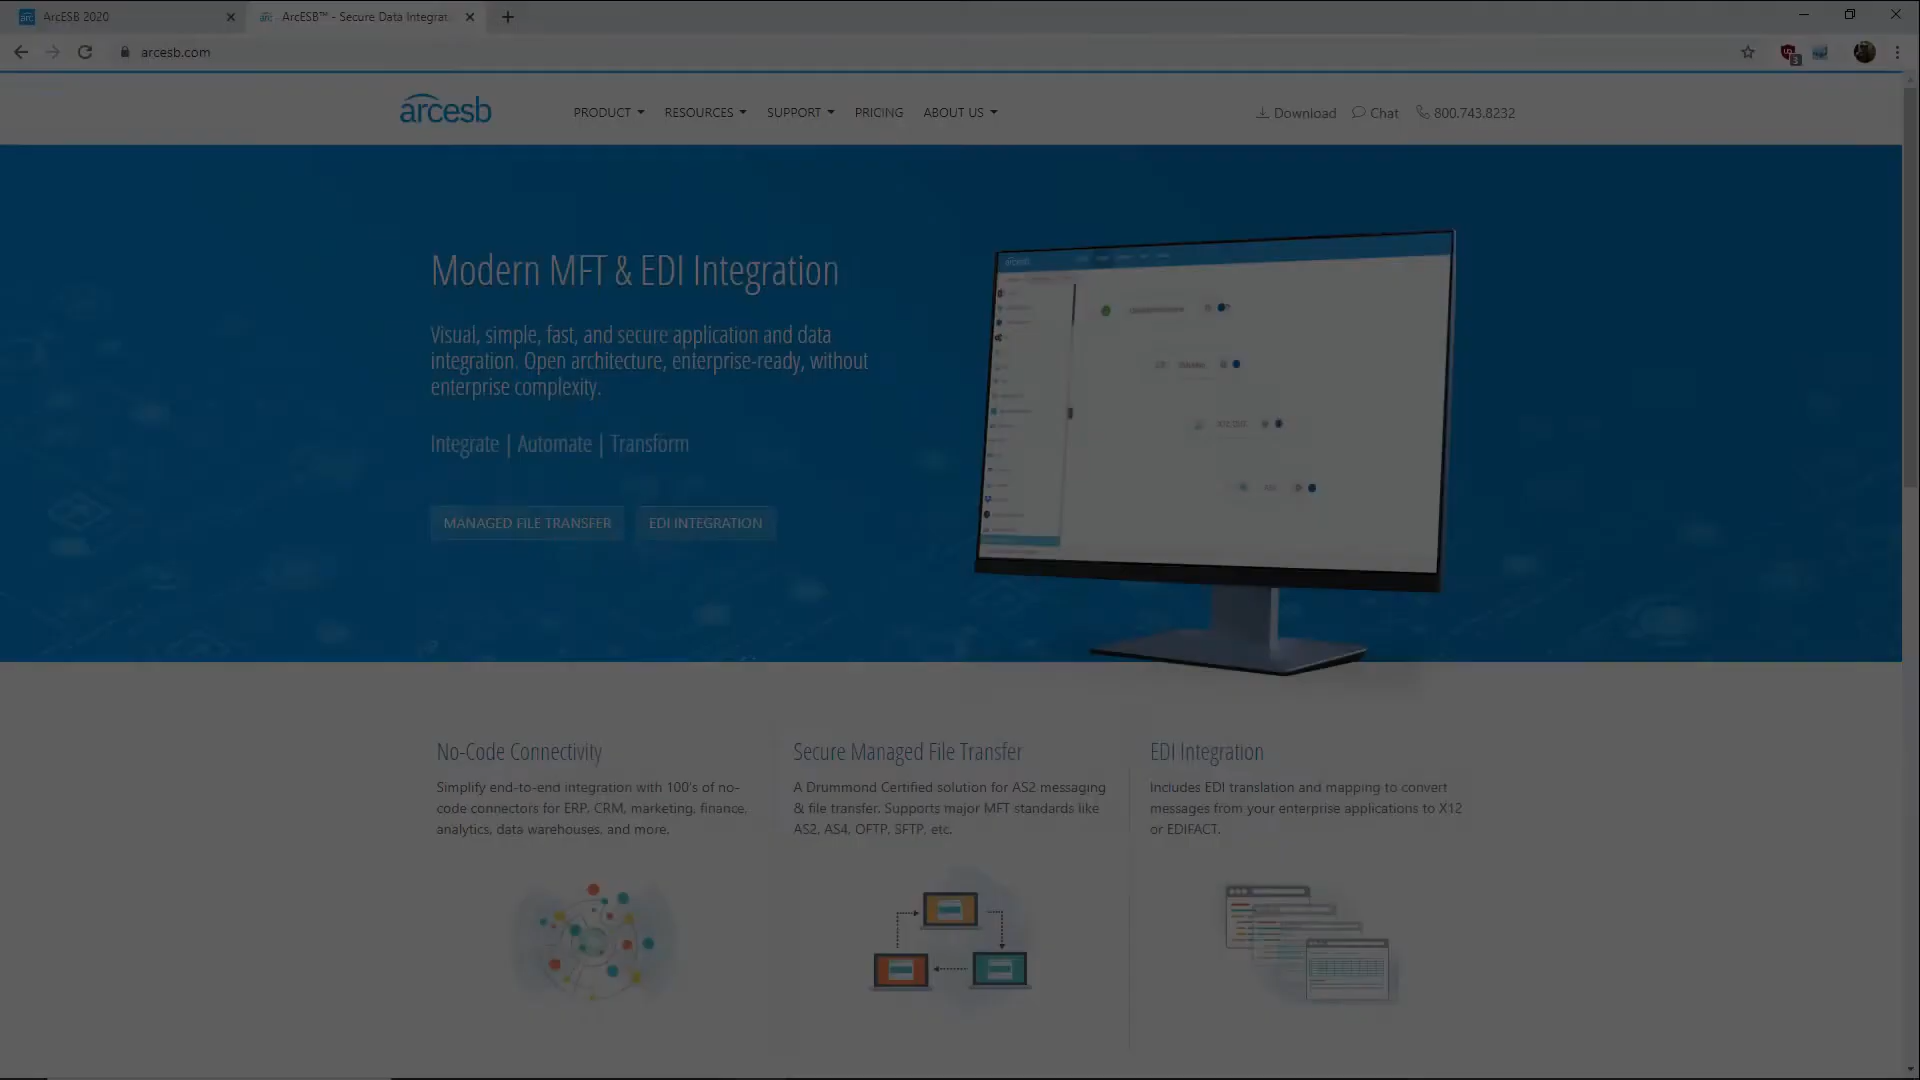 ArcESB 2020
ArcESB™ - Secure Data Integrat
arcesb.com
3
arcesb
PRODUCT
RESOURCES
SUPPORT
PRICING
ABOUT US
Download
Chat
800.743.8232
Modern MFT & EDI Integration
Visual, simple, fast, and secure application and data
integration. Open architecture, enterprise-ready, without
enterprise complexity.
Integrate | Automate | Transform
MANAGED FILE TRANSFER
EDI INTEGRATION
No-Code Connectivity
Simplify end-to-end integration with 100's of no-
code connectors for ERP, CRM, marketing, finance,
analytics, data warehouses, and more.
Secure Managed File Transfer
A Drummond Certified solution for AS2 messaging
& file transfer. Supports major MFT standards like
AS2, AS4, OFTP, SFTP, etc.
EDI Integration
Includes EDI translation and mapping to convert
messages from your enterprise applications to X12
or EDIFACT.